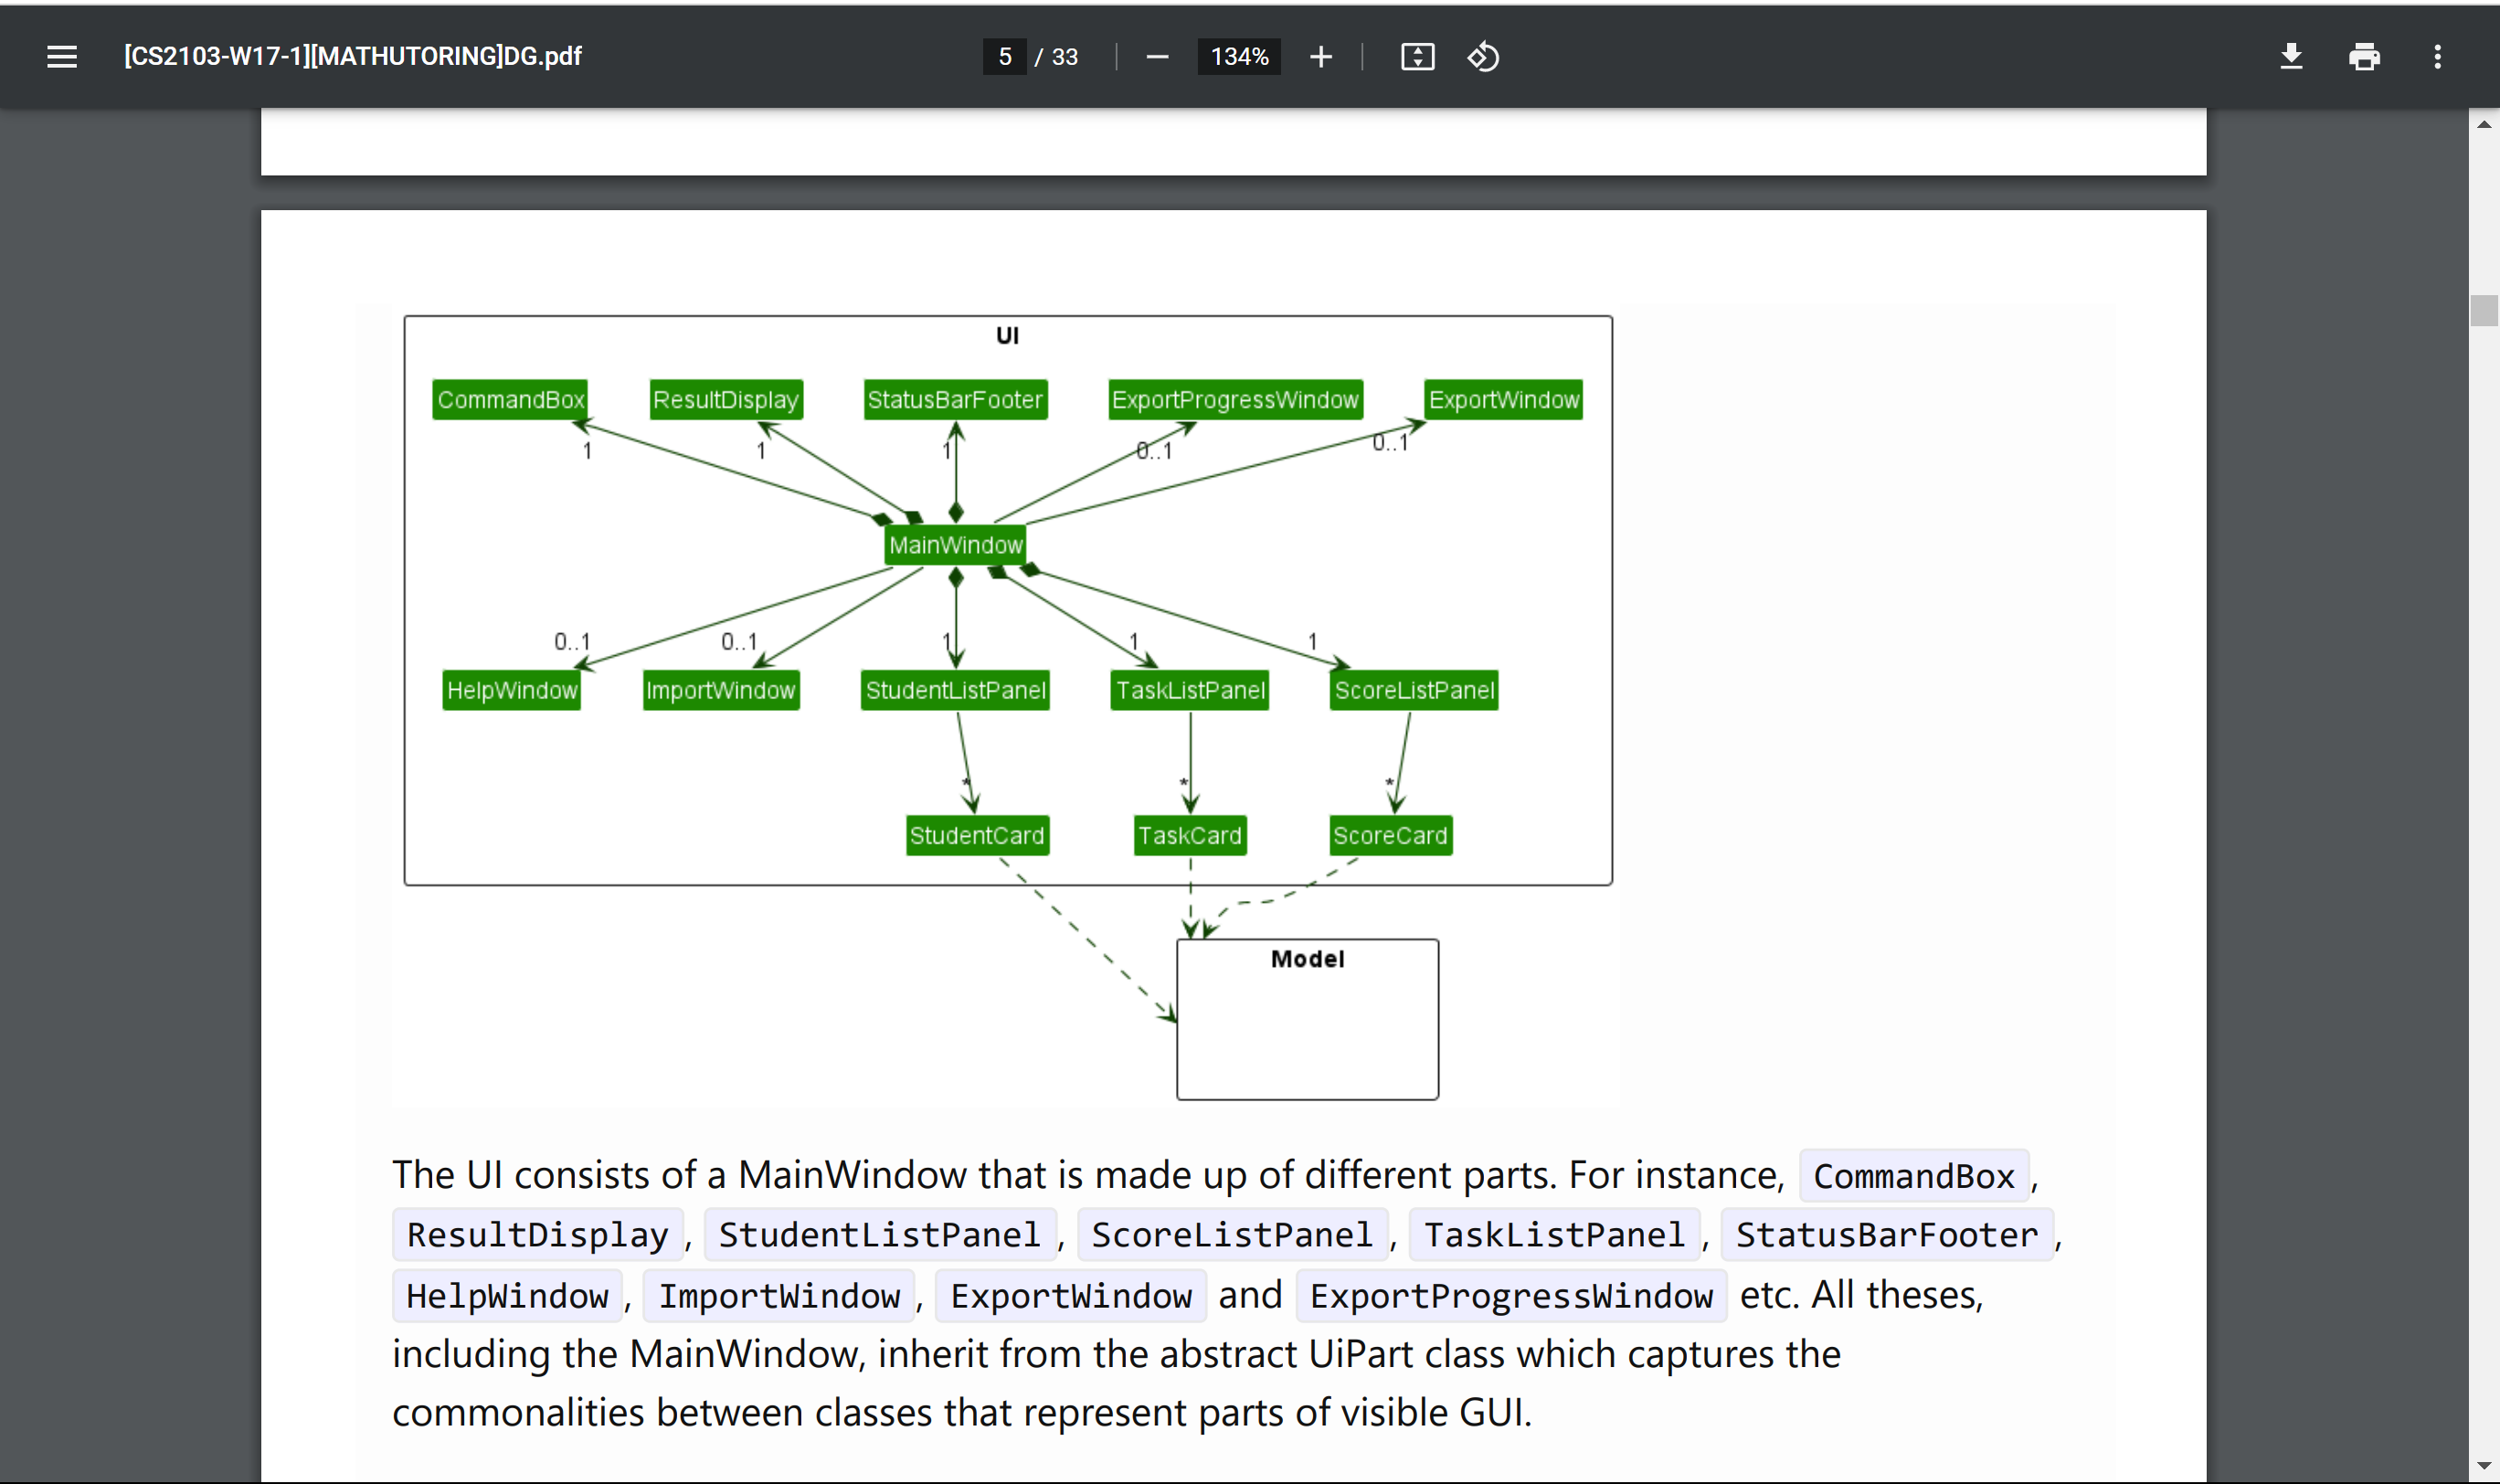 [CS2103-W17-1][MATHUTORING]DG.pdf 5 / 33 134%
UI
CommandBox ResultDisplay StatusBarFooter ExportProgressWindow ExportWindow
1 1 1 0..1 0..1
MainWindow
0..1 0..1 1 1 1
HelpWindow ImportWindow StudentListPanel TaskListPanel ScoreListPanel
* * *
StudentCard TaskCard ScoreCard
Model
The UI consists of a MainWindow that is made up of different parts. For instance, CommandBox ,
ResultDisplay , StudentListPanel , ScoreListPanel , TaskListPanel , StatusBarFooter ,
HelpWindow , ImportWindow , ExportWindow and ExportProgressWindow etc. All theses,
including the MainWindow, inherit from the abstract UiPart class which captures the
commonalities between classes that represent parts of visible GUI.